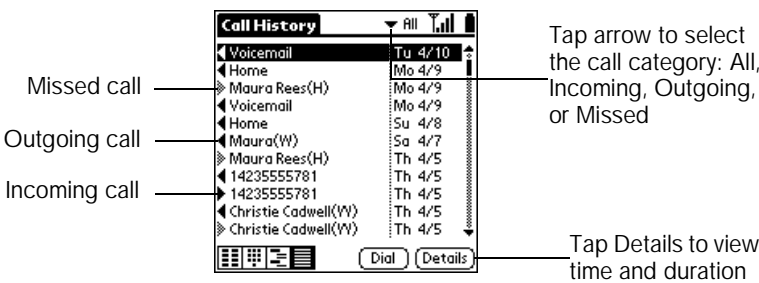 Call History All
Voicemail Tu 4/10
Home Mo 4/9
Maura Rees(H) Mo 4/9
Voicemail Mo 4/9
Home Su 4/8
Maura(W) Sa 4/7
Maura Rees(H) Th 4/5
14235555781 Th 4/5
14235555781 Th 4/5
Christie Cadwell(W) Th 4/5
Christie Cadwell(W) Th 4/5
Dial Details
Missed call
Outgoing call
Incoming call
Tap arrow to select
the call category: All,
Incoming, Outgoing,
or Missed
Tap Details to view
time and duration